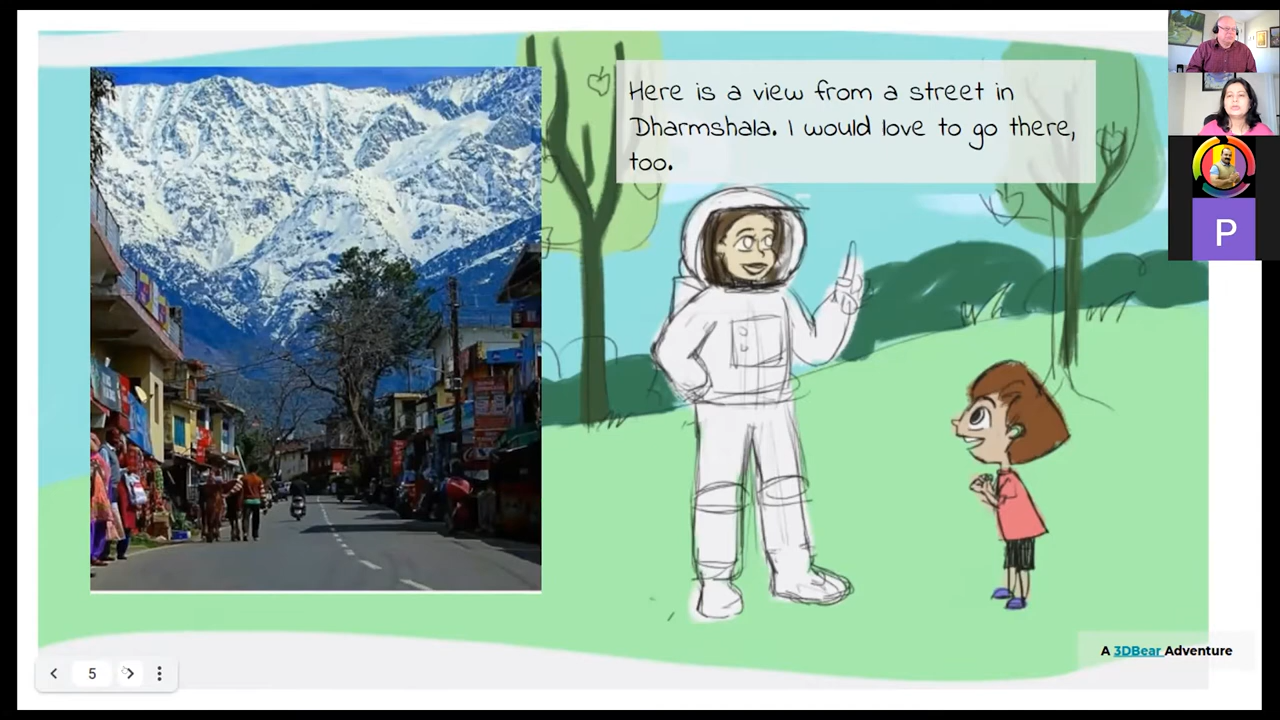 Here is a view from a street in
Dharmshala. I would love to go there,
too.
P
A 3DBear Adventure
5